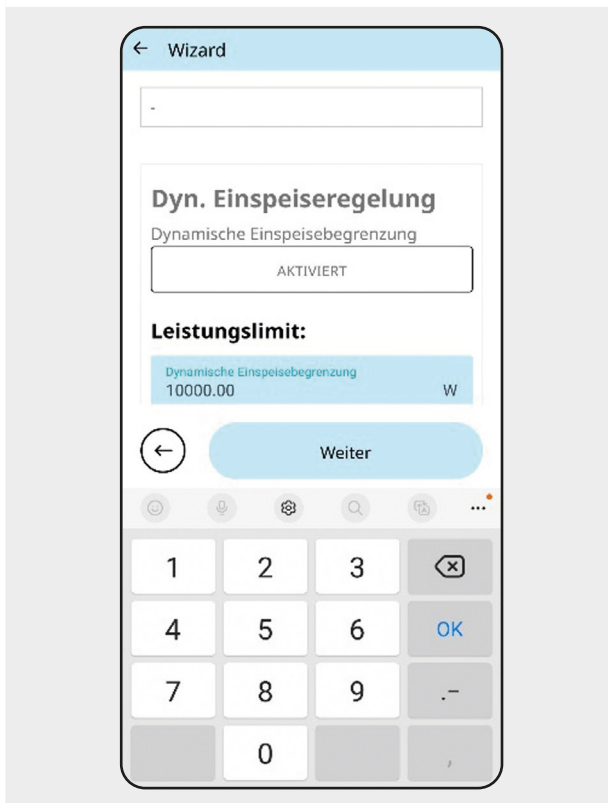 ← Wizard
-
Dyn. Einspeiseregelung
Dynamische Einspeisebegrenzung
AKTIVIERT
Leistungslimit:
Dynamische Einspeisebegrenzung
10000.00 W
Weiter
1 2 3
4 5 6 OK
7 8 9 .–
0 ,